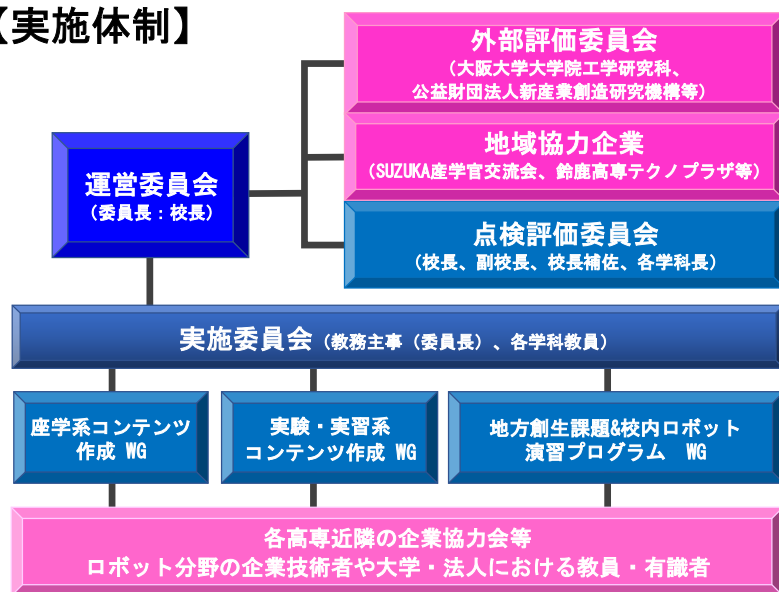 【実施体制】
外部評価委員会
（大阪大学大学院工学研究科、
公益財団法人新産業創造研究機構等）
地域協力企業
（SUZUKA産学官交流会、鈴鹿高専テクノプラザ等）
運営委員会
（委員長：校長）
点検評価委員会
（校長、副校長、校長補佐、各学科長）
実施委員会（教務主事（委員長）、各学科教員）
座学系コンテンツ
作成 WG
実験・実習系
コンテンツ作成 WG
地方創生課題&校内ロボット
演習プログラム　WG
各高専近隣の企業協力会等
ロボット分野の企業技術者や大学・法人における教員・有識者